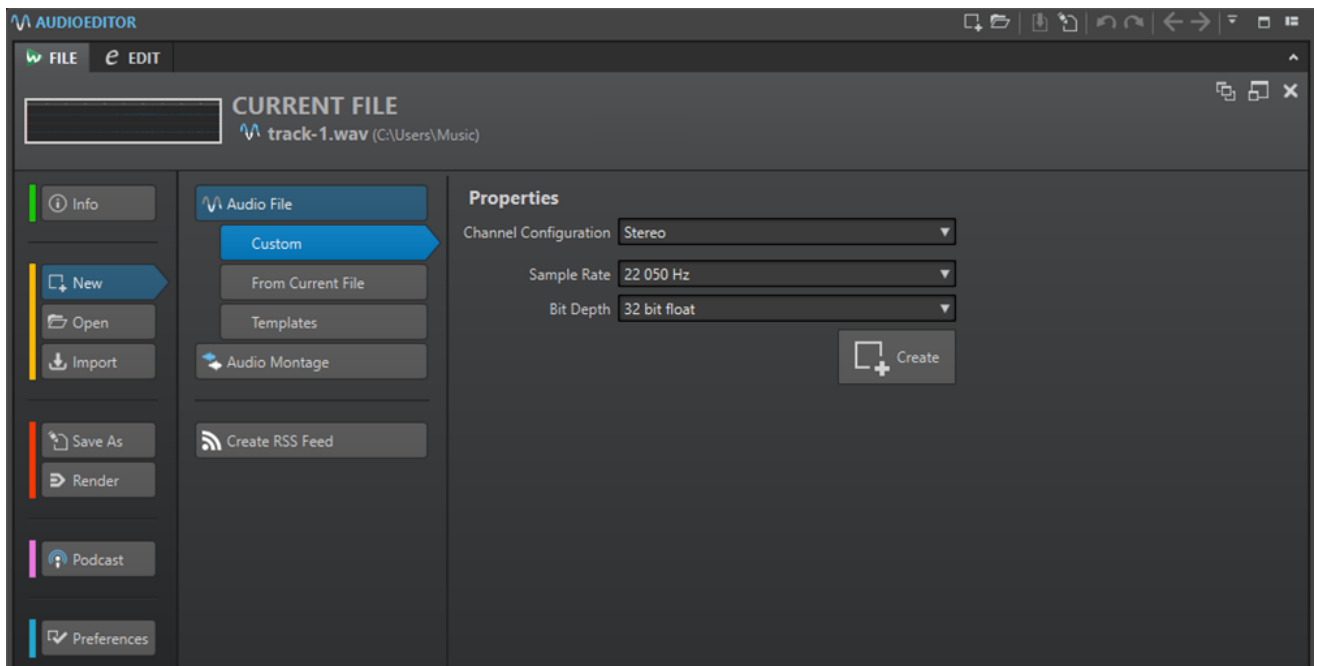 AUDIOEDITOR
FILE
e EDIT
CURRENT FILE
track-1.wav (C:\Users\Music)
Info
New
Open
Import
Save As
Render
Podcast
Preferences
Audio File
Custom
From Current File
Templates
Audio Montage
Create RSS Feed
Properties
Channel Configuration Stereo
Sample Rate 22 050 Hz
Bit Depth 32 bit float
Create